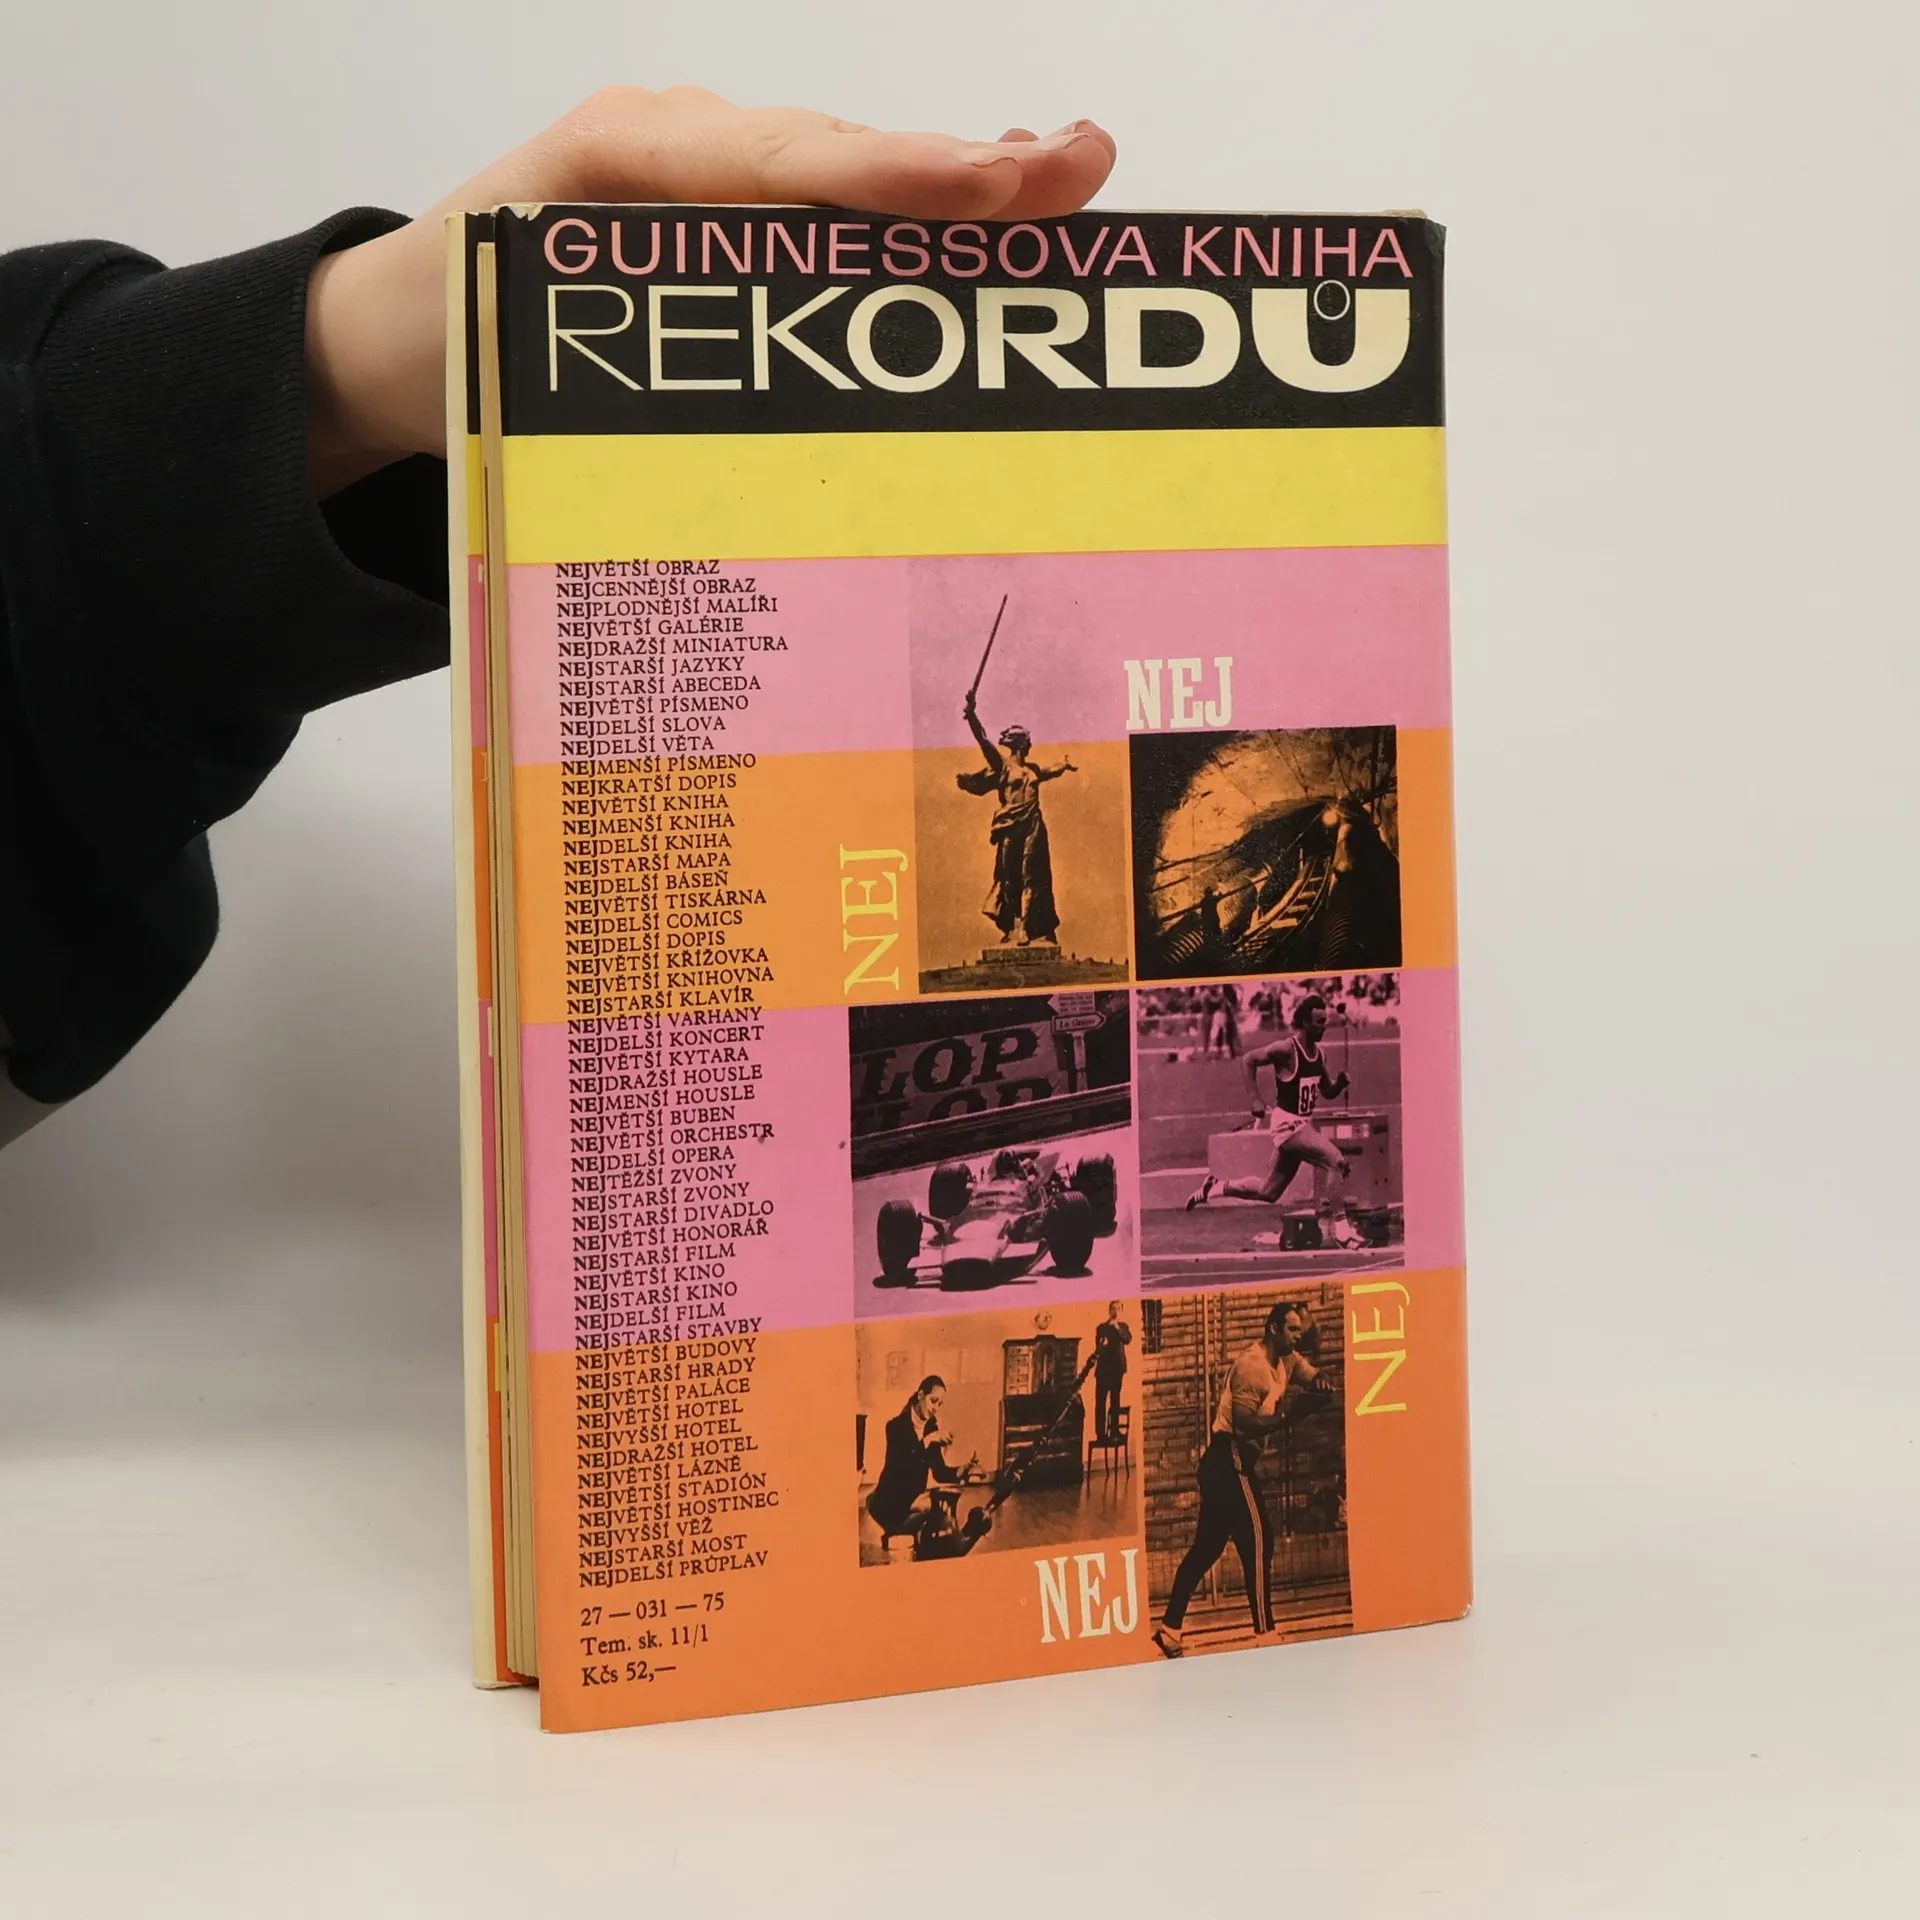 GUINNESSOVA KNIHA
REKORDŮ
NEJVĚTŠÍ OBRAZ
NEJCENNĚJŠÍ OBRAZ
NEJPLODNĚJŠÍ MALÍŘI
NEJVĚTŠÍ GALÉRIE
NEJDRAŽŠÍ MINIATURA
NEJSTARŠÍ JAZYKY
NEJSTARŠÍ ABECEDA
NEJVĚTŠÍ PÍSMENO
NEJDELŠÍ SLOVA
NEJDELŠÍ VĚTA
NEJMENŠÍ PÍSMENO
NEJKRATŠÍ DOPIS
NEJVĚTŠÍ KNIHA
NEJMENŠÍ KNIHA
NEJDELŠÍ KNIHA
NEJSTARŠÍ MAPA
NEJDELŠÍ BÁSEŇ
NEJVĚTŠÍ TISKÁRNA
NEJDELŠÍ COMICS
NEJDELŠÍ DOPIS
NEJVĚTŠÍ KŘÍŽOVKA
NEJVĚTŠÍ KNIHOVNA
NEJSTARŠÍ KLAVÍR
NEJVĚTŠÍ VARHANY
NEJDELŠÍ KONCERT
NEJVĚTŠÍ KYTARA
NEJDRAŽŠÍ HOUSLE
NEJMENŠÍ HOUSLE
NEJVĚTŠÍ BUBEN
NEJVĚTŠÍ ORCHESTR
NEJDELŠÍ OPERA
NEJTĚŽŠÍ ZVONY
NEJSTARŠÍ ZVONY
NEJSTARŠÍ DIVADLO
NEJVĚTŠÍ HONORÁŘ
NEJSTARŠÍ FILM
NEJVĚTŠÍ KINO
NEJSTARŠÍ KINO
NEJDELŠÍ FILM
NEJSTARŠÍ STAVBY
NEJVĚTŠÍ BUDOVY
NEJSTARŠÍ HRADY
NEJVĚTŠÍ PALÁCE
NEJVĚTŠÍ HOTEL
NEJVYŠŠÍ HOTEL
NEJDRAŽŠÍ HOTEL
NEJVĚTŠÍ LÁZNĚ
NEJVĚTŠÍ STADIÓN
NEJVĚTŠÍ HOSTINEC
NEJVYŠŠÍ VĚŽ
NEJSTARŠÍ MOST
NEJDELŠÍ PRŮPLAV
27 — 031 — 75
Tem. sk. 11/1
Kčs 52,—
NEJ
NEJ
LOP
LOP
93
NEJ
NEJ